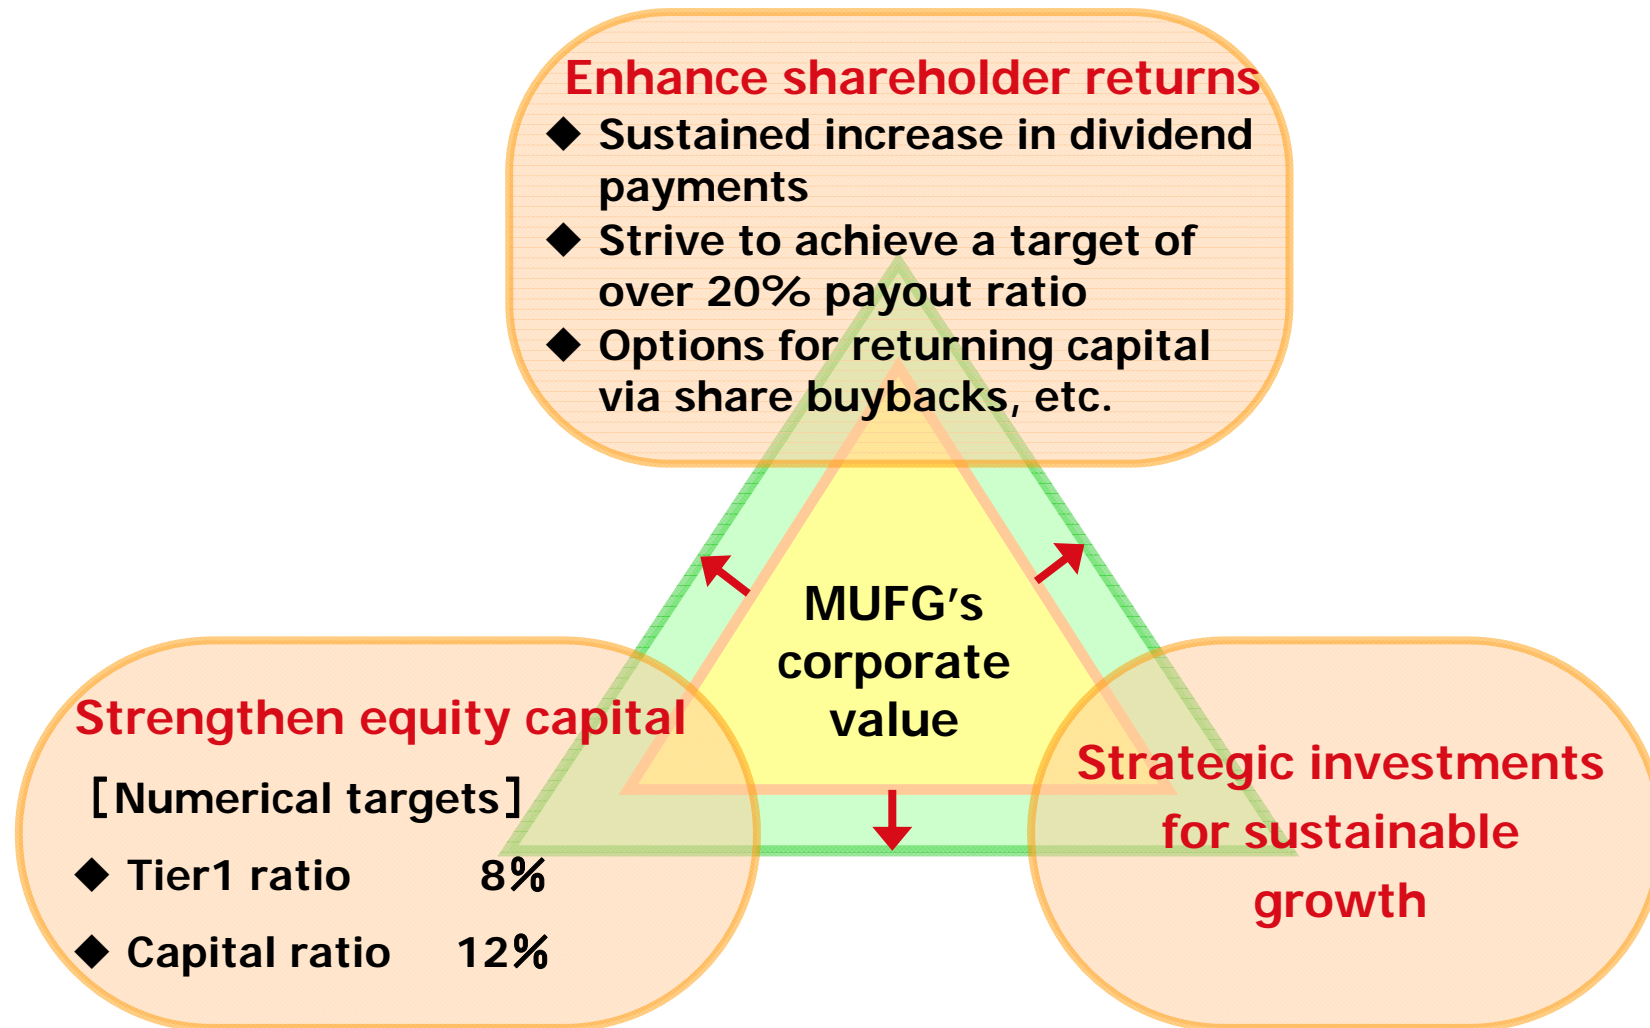 Enhance shareholder returns
◆ Sustained increase in dividend
payments
◆ Strive to achieve a target of
over 20% payout ratio
◆ Options for returning capital
via share buybacks, etc.
MUFG's
corporate
value
Strengthen equity capital
[Numerical targets]
◆ Tier1 ratio 8%
◆ Capital ratio 12%
Strategic investments
for sustainable
growth